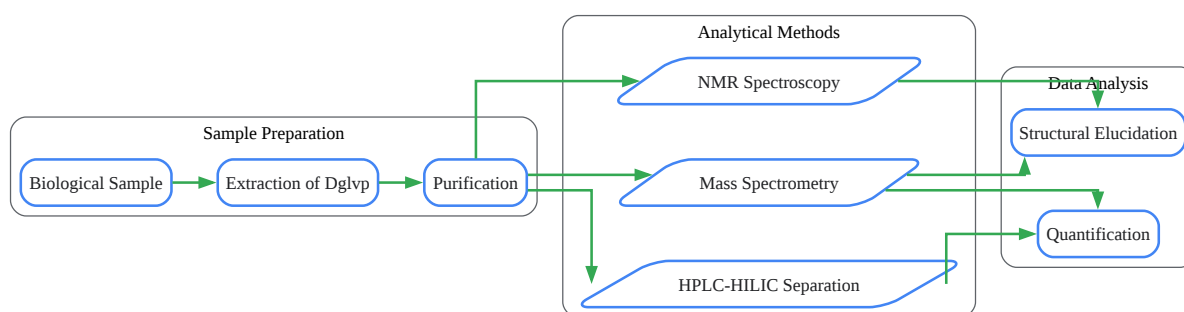 Sample Preparation
Biological Sample
Extraction of Dglvp
Purification
Analytical Methods
NMR Spectroscopy
Mass Spectrometry
HPLC-HILIC Separation
Data Analysis
Structural Elucidation
Quantification